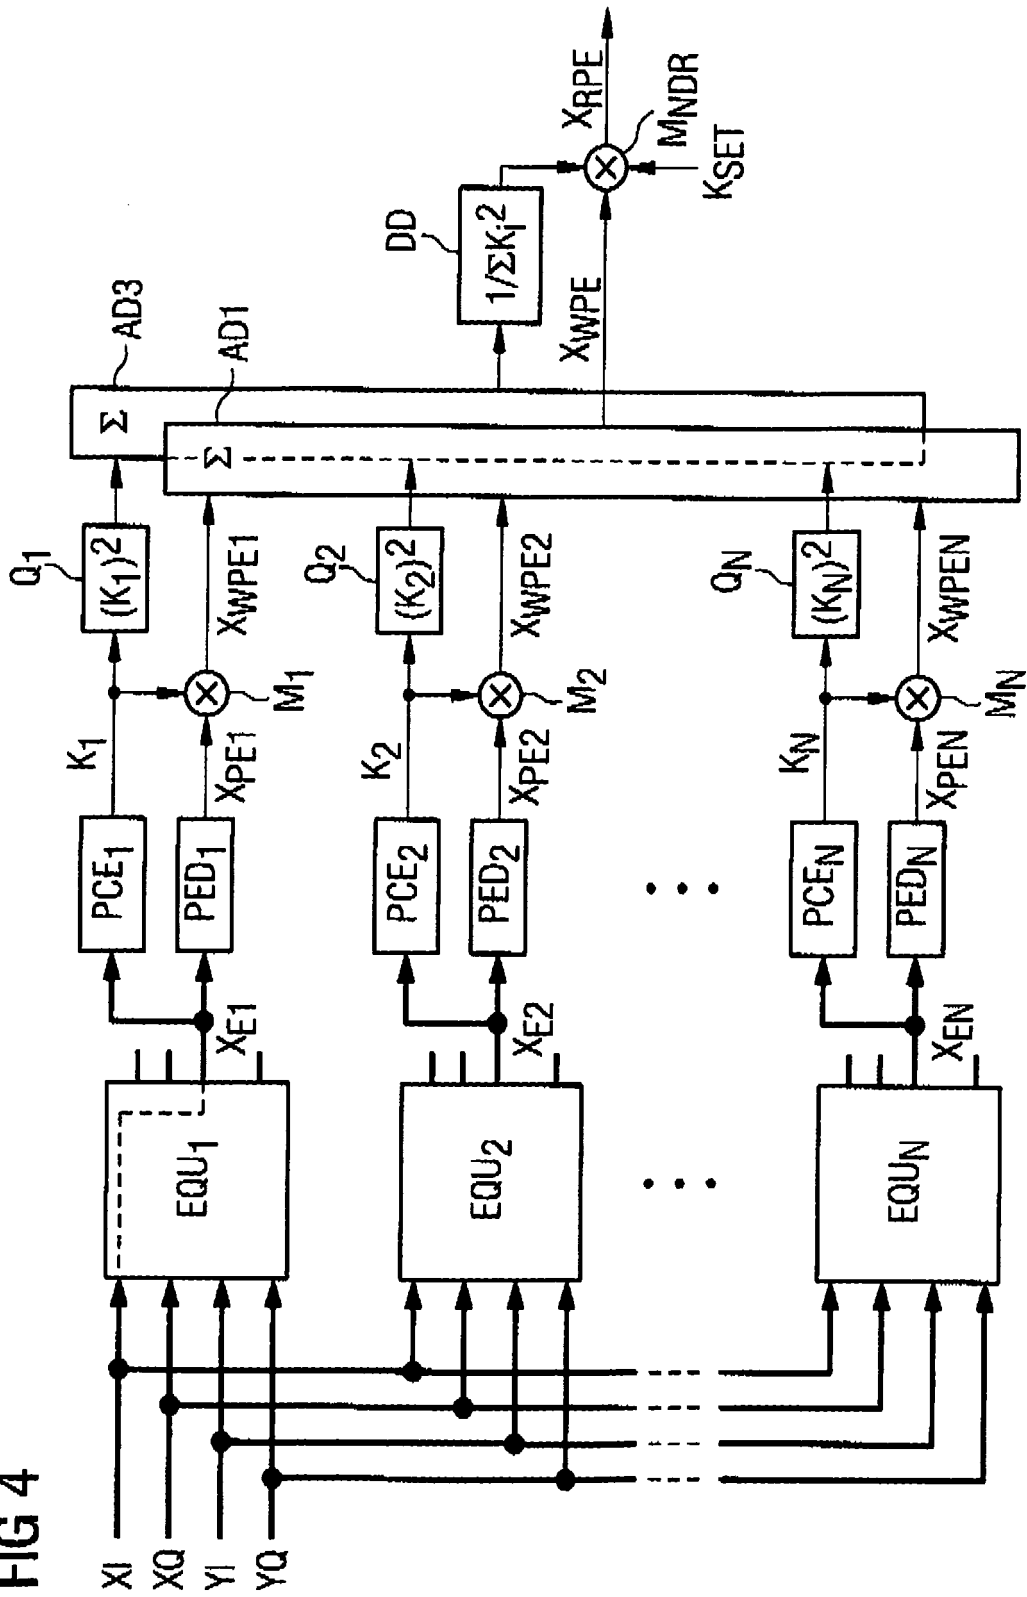 FIG 4
XI
XQ
YI
YQ
EQU1
XE1
PCE1
PED1
K1
XPE1
M1
Q1
(K1)2
XWPE1
EQU2
XE2
PCE2
PED2
K2
XPE2
M2
Q2
(K2)2
XWPE2
EQUN
XEN
PCEN
PEDN
KN
XPEN
MN
QN
(KN)2
XWPEN
Σ
AD3
Σ
AD1
DD
1/ΣKi2
XWPE
XRPE
MNDR
KSET